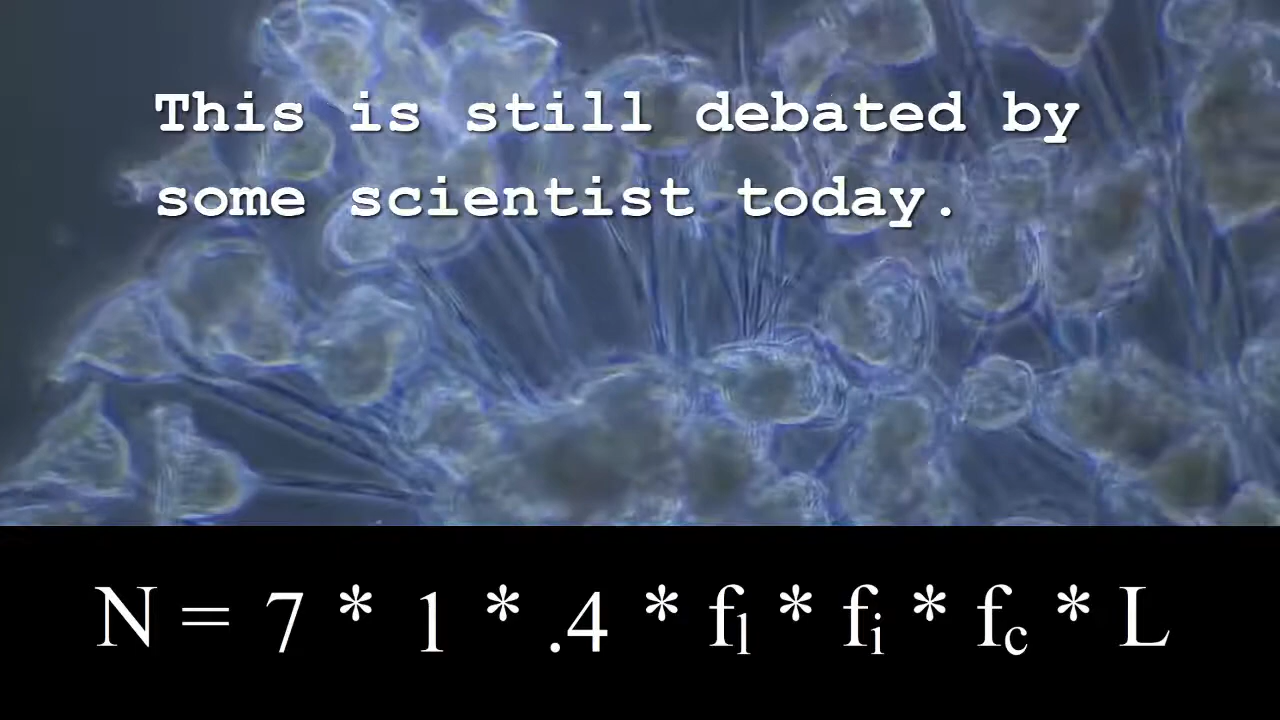 This is still debated by
some scientist today.
N = 7 * 1 * .4 * fl * fi * fc * L